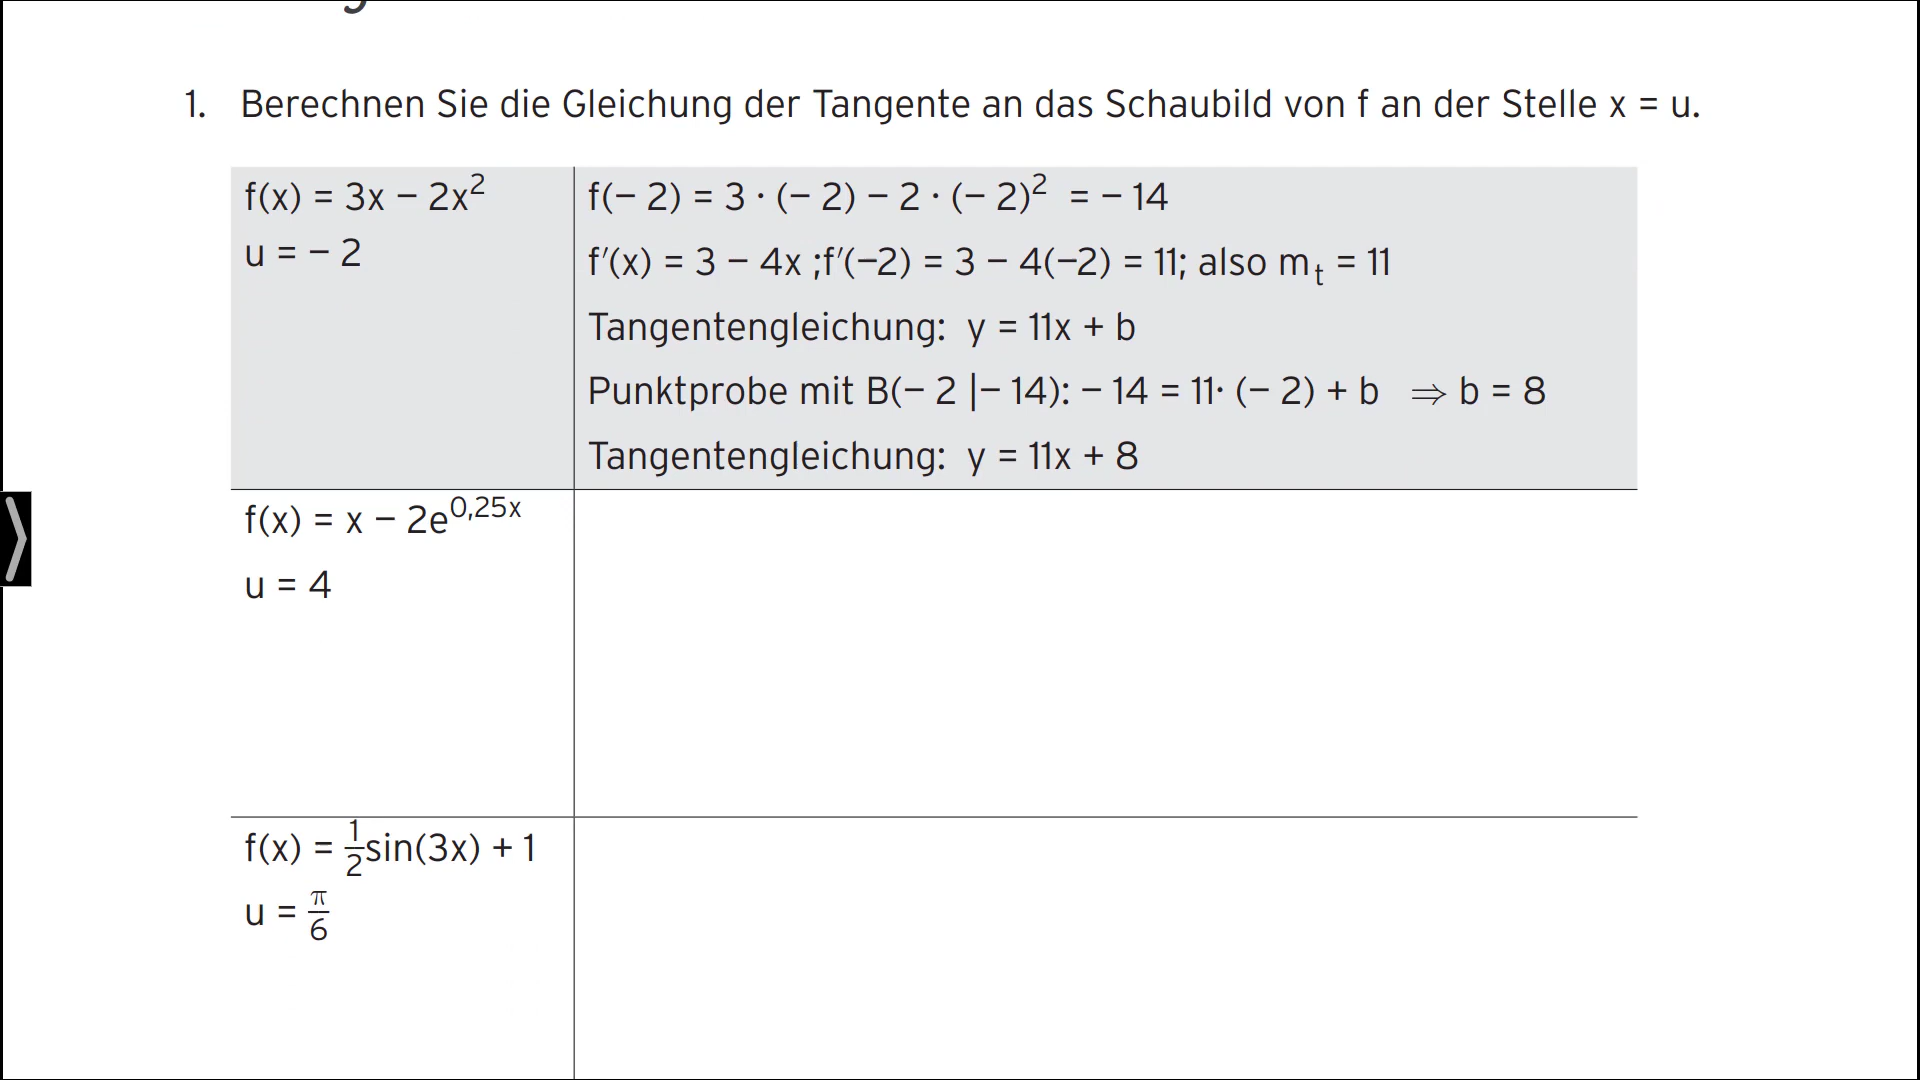 1. Berechnen Sie die Gleichung der Tangente an das Schaubild von f an der Stelle x = u.
f(x) = 3x − 2x²
u = − 2
f(− 2) = 3 · (− 2) − 2 · (− 2)² = − 14
f′(x) = 3 − 4x ;f′(−2) = 3 − 4(−2) = 11; also mₜ = 11
Tangentengleichung: y = 11x + b
Punktprobe mit B(− 2 |− 14): − 14 = 11· (− 2) + b ⇒ b = 8
Tangentengleichung: y = 11x + 8
f(x) = x − 2e^0,25x
u = 4
f(x) = 1/2 sin(3x) + 1
u = π/6